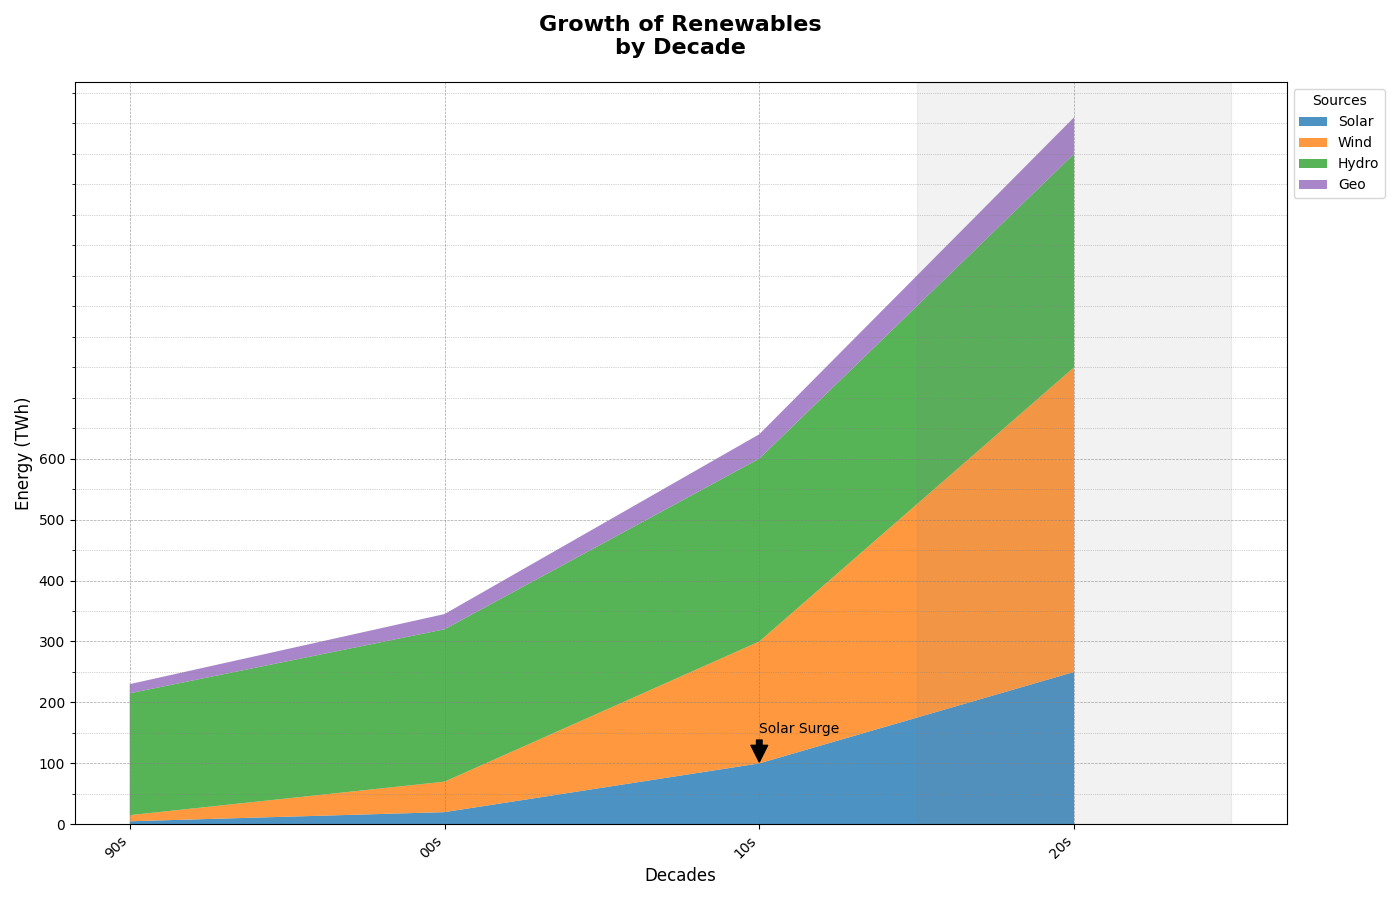 Growth of Renewables
by Decade
Sources
Solar
Wind
Hydro
Geo
Energy (TWh)
600
500
400
300
200
100
0
Solar Surge
90s
00s
10s
20s
Decades